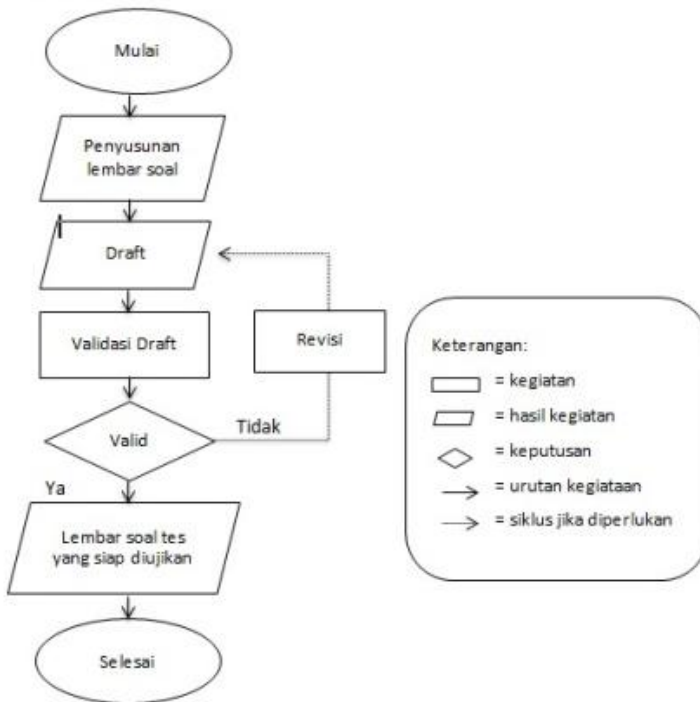 Mulai
Penyusunan
lembar soal
Draft
Validasi Draft
Revisi
Valid
Tidak
Ya
Lembar soal tes
yang siap diujikan
Selesai
Keterangan:
= kegiatan
= hasil kegiatan
= keputusan
= urutan kegiataan
= siklus jika diperlukan